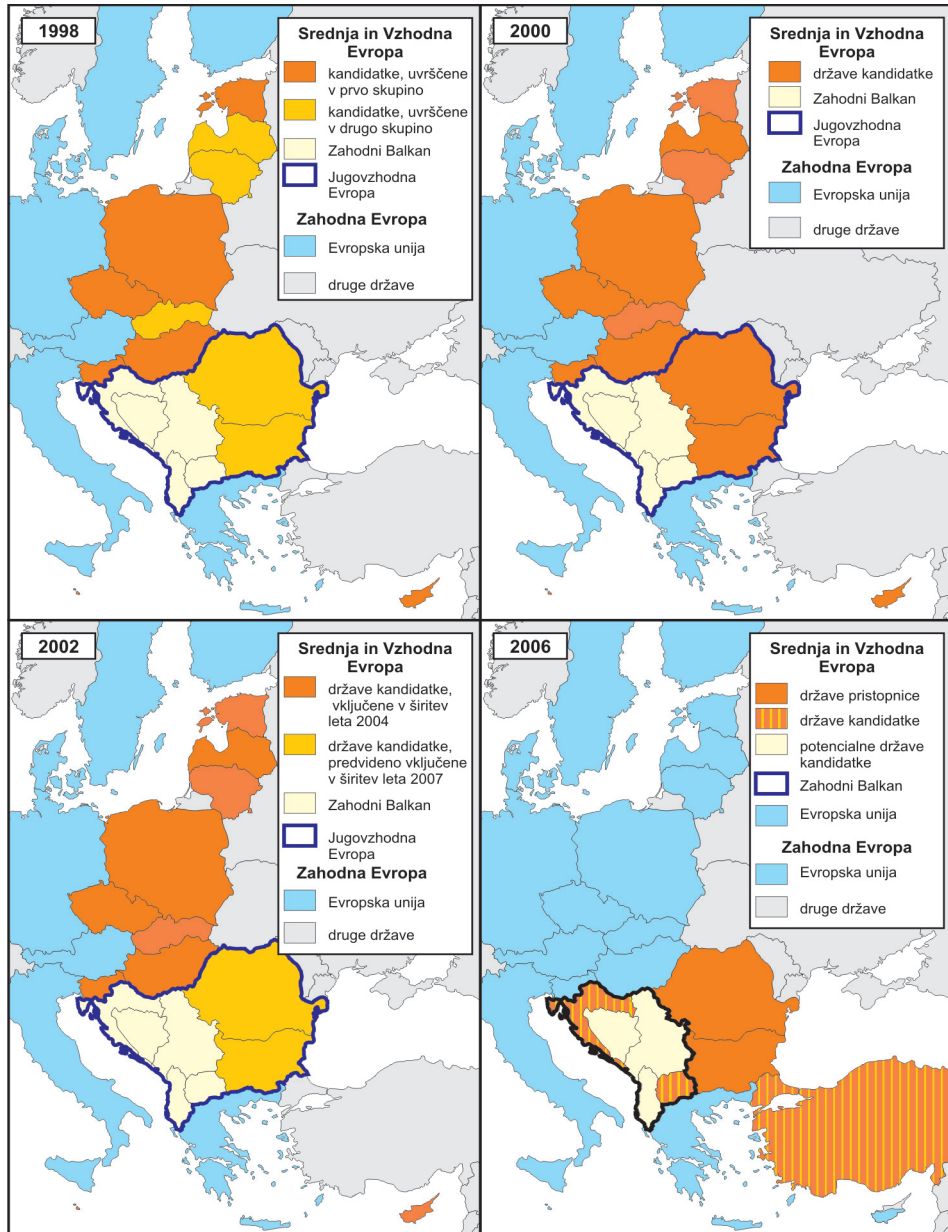 1998
Srednja in Vzhodna
Evropa
kandidatke, uvrščene
v prvo skupino
kandidatke, uvrščene
v drugo skupino
Zahodni Balkan
Jugovzhodna
Evropa
Zahodna Evropa
Evropska unija
druge države
2000
Srednja in Vzhodna
Evropa
države kandidatke
Zahodni Balkan
Jugovzhodna
Evropa
Zahodna Evropa
Evropska unija
druge države
2002
Srednja in Vzhodna
Evropa
države kandidatke,
vključene v širitev
leta 2004
države kandidatke,
predvideno vključene
v širitev leta 2007
Zahodni Balkan
Jugovzhodna
Evropa
Zahodna Evropa
Evropska unija
druge države
2006
Srednja in Vzhodna
Evropa
države pristopnice
države kandidatke
potencialne države
kandidatke
Zahodni Balkan
Evropska unija
Zahodna Evropa
Evropska unija
druge države